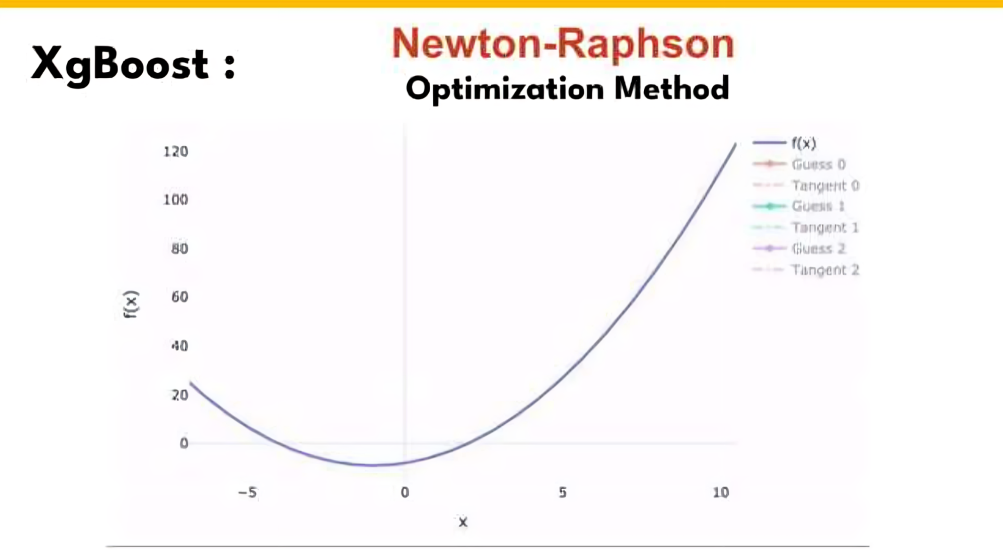 XgBoost :
Newton-Raphson
Optimization Method
120
100
80
60
40
20
0
f(x)
-5
0
5
10
x
f(x)
Guess 0
Tangent 0
Guess 1
Tangent 1
Guess 2
Tangent 2